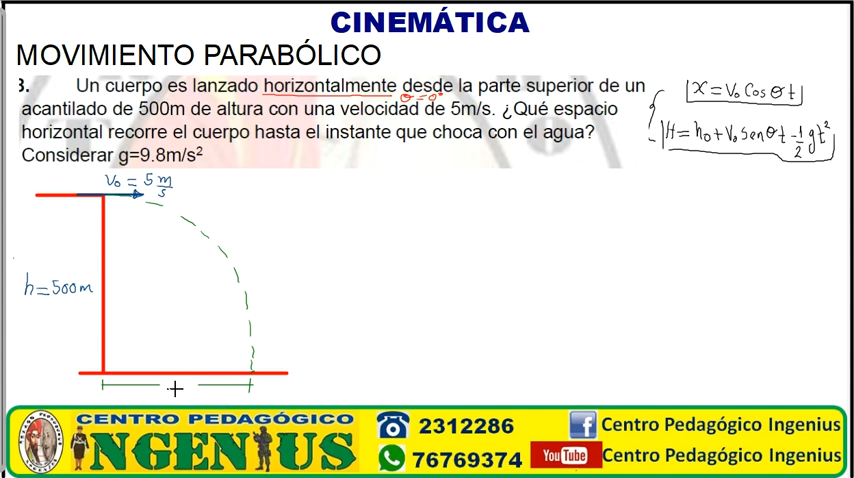 CINEMÁTICA
MOVIMIENTO PARABÓLICO
3. Un cuerpo es lanzado horizontalmente desde la parte superior de un
θ=0°
acantilado de 500m de altura con una velocidad de 5m/s. ¿Qué espacio
horizontal recorre el cuerpo hasta el instante que choca con el agua?
Considerar g=9.8m/s²
x = V₀ Cos θ t
H = h₀ + V₀ Sen θ t - 1/2 g t²
V₀ = 5 m/s
h = 500m
CENTRO PEDAGÓGICO
INGENIUS
2312286
76769374
f Centro Pedagógico Ingenius
YouTube Centro Pedagógico Ingenius